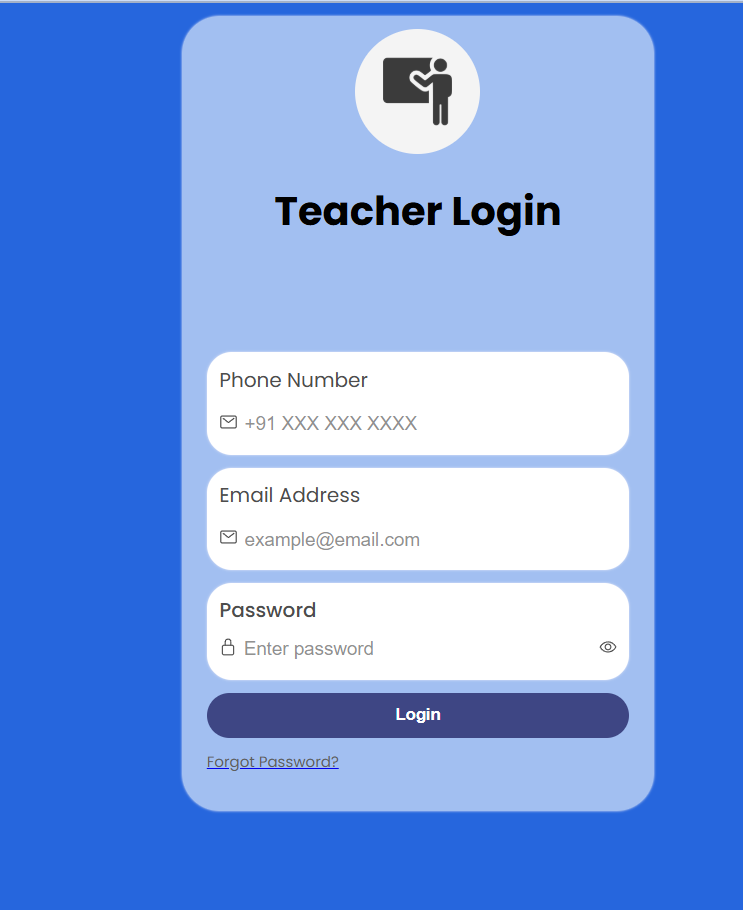 Teacher Login
Phone Number
+91 XXX XXX XXXX
Email Address
example@email.com
Password
Enter password
Login
Forgot Password?